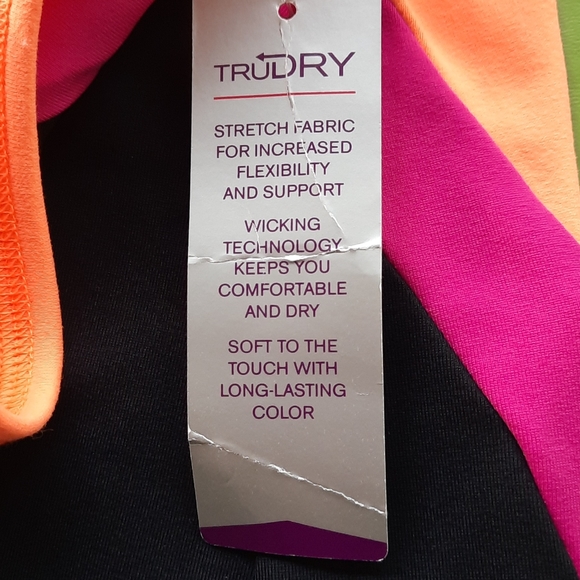 TRUDRY
STRETCH FABRIC
FOR INCREASED
FLEXIBILITY
AND SUPPORT
WICKING
TECHNOLOGY
KEEPS YOU
COMFORTABLE
AND DRY
SOFT TO THE
TOUCH WITH
LONG-LASTING
COLOR